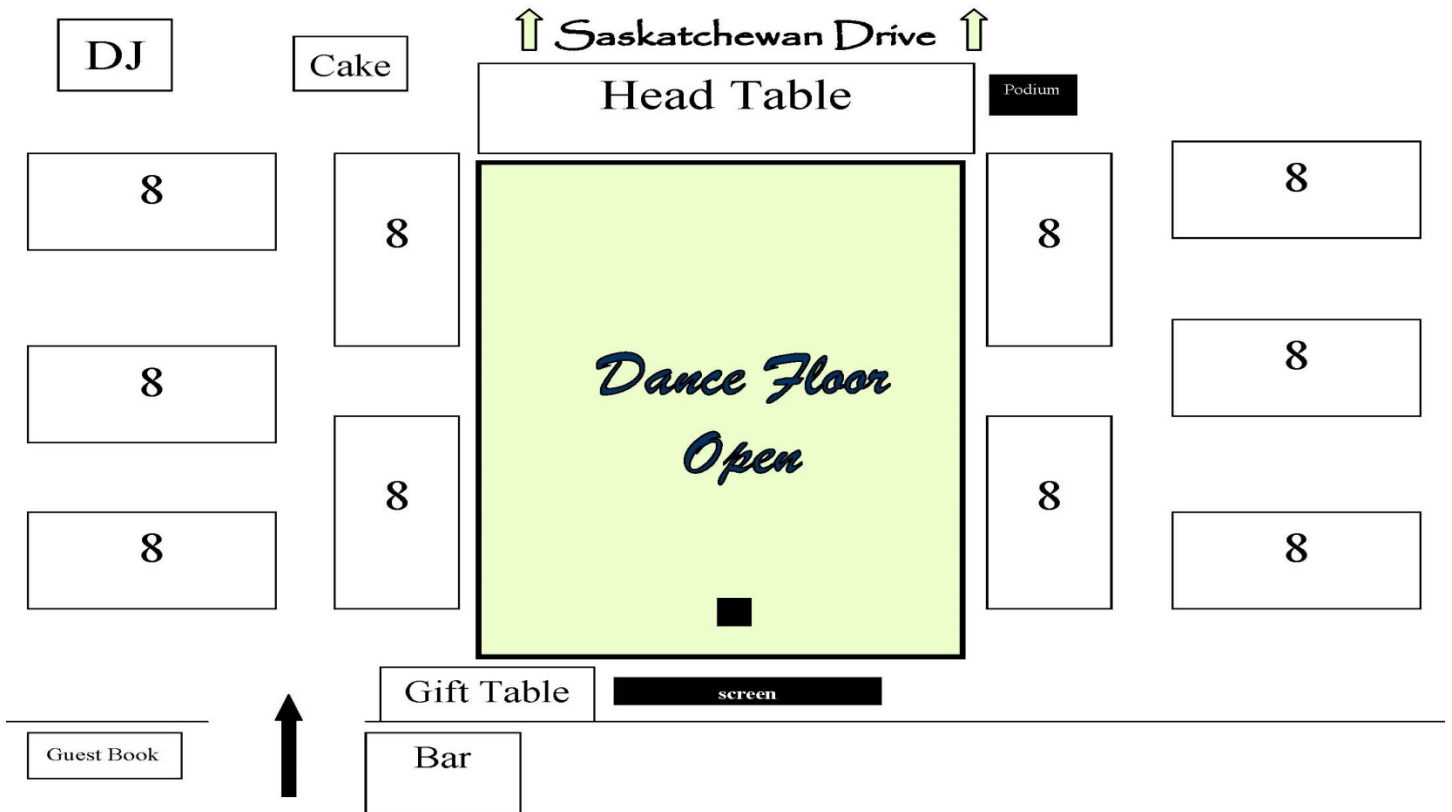 Saskatchewan Drive
DJ
Cake
Head Table
Podium
8
8
8
8
8
8
Dance Floor
Open
8
8
8
8
Gift Table
screen
Guest Book
Bar